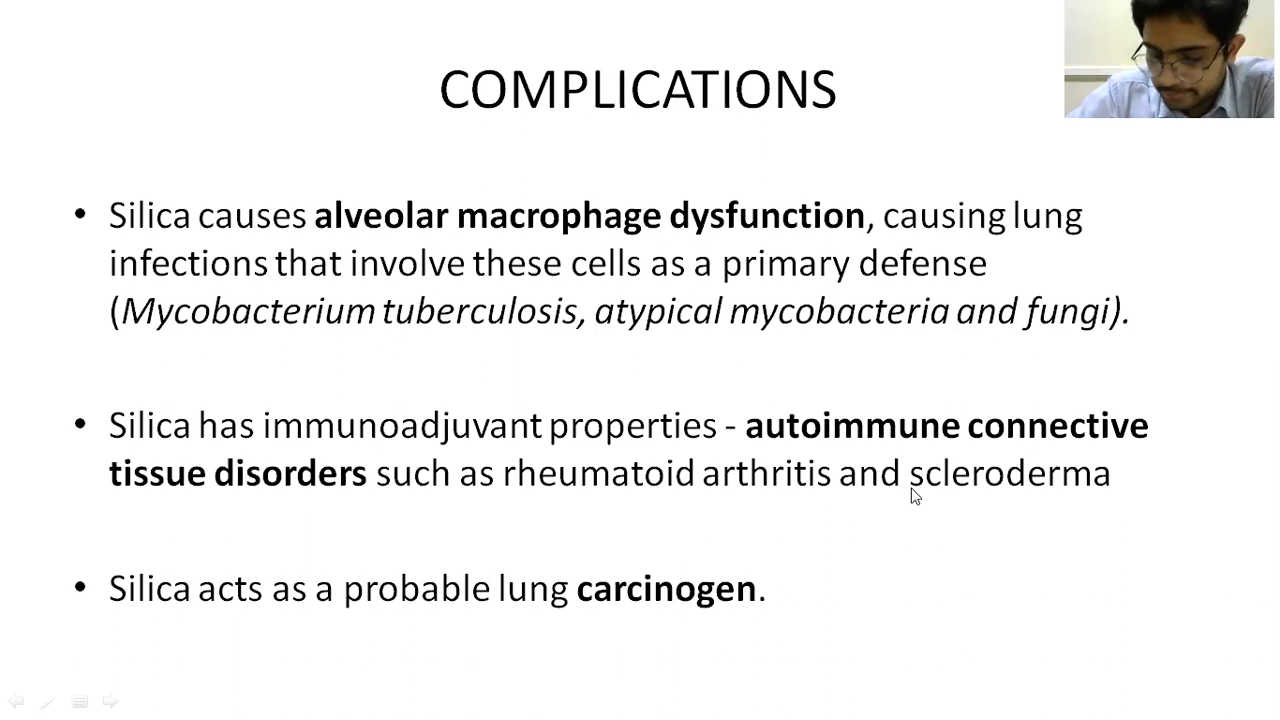 COMPLICATIONS
• Silica causes alveolar macrophage dysfunction, causing lung
infections that involve these cells as a primary defense
(Mycobacterium tuberculosis, atypical mycobacteria and fungi).
• Silica has immunoadjuvant properties - autoimmune connective
tissue disorders such as rheumatoid arthritis and scleroderma
• Silica acts as a probable lung carcinogen.